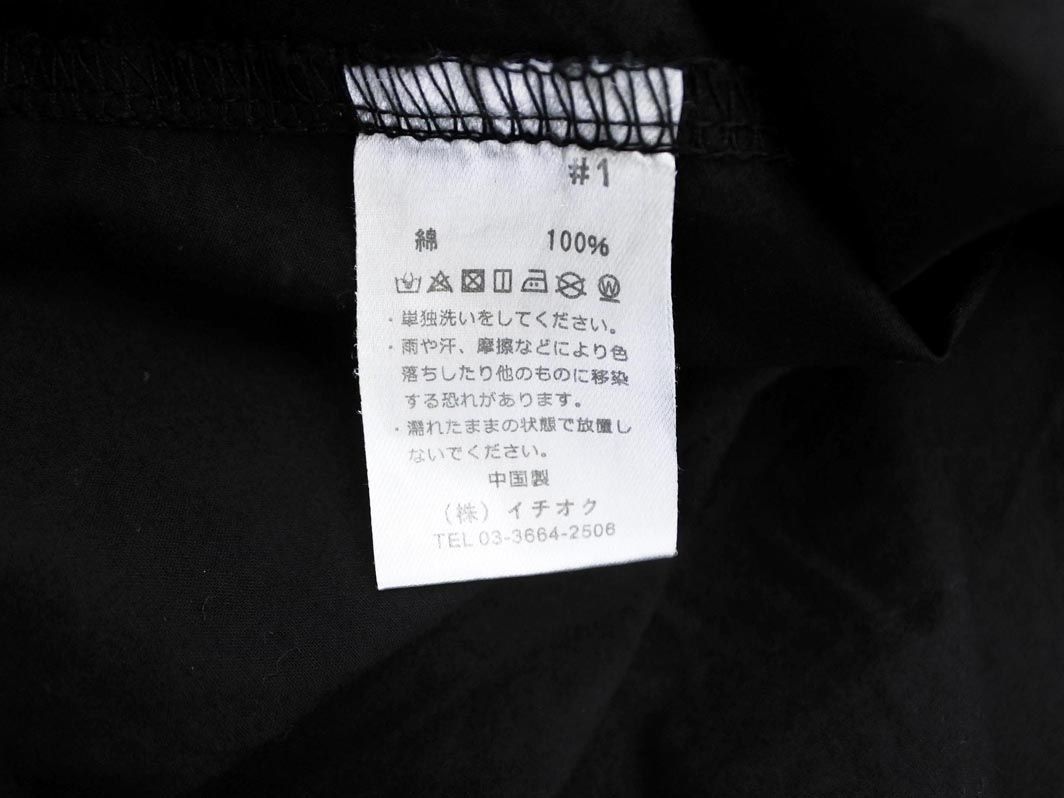 #1
綿 100%
・単独洗いをしてください。
・雨や汗、摩擦などにより色
落ちしたり他のものに移染
する恐れがあります。
・濡れたままの状態で放置し
ないでください。
中国製
(株) イチオク
TEL 03-3664-2506